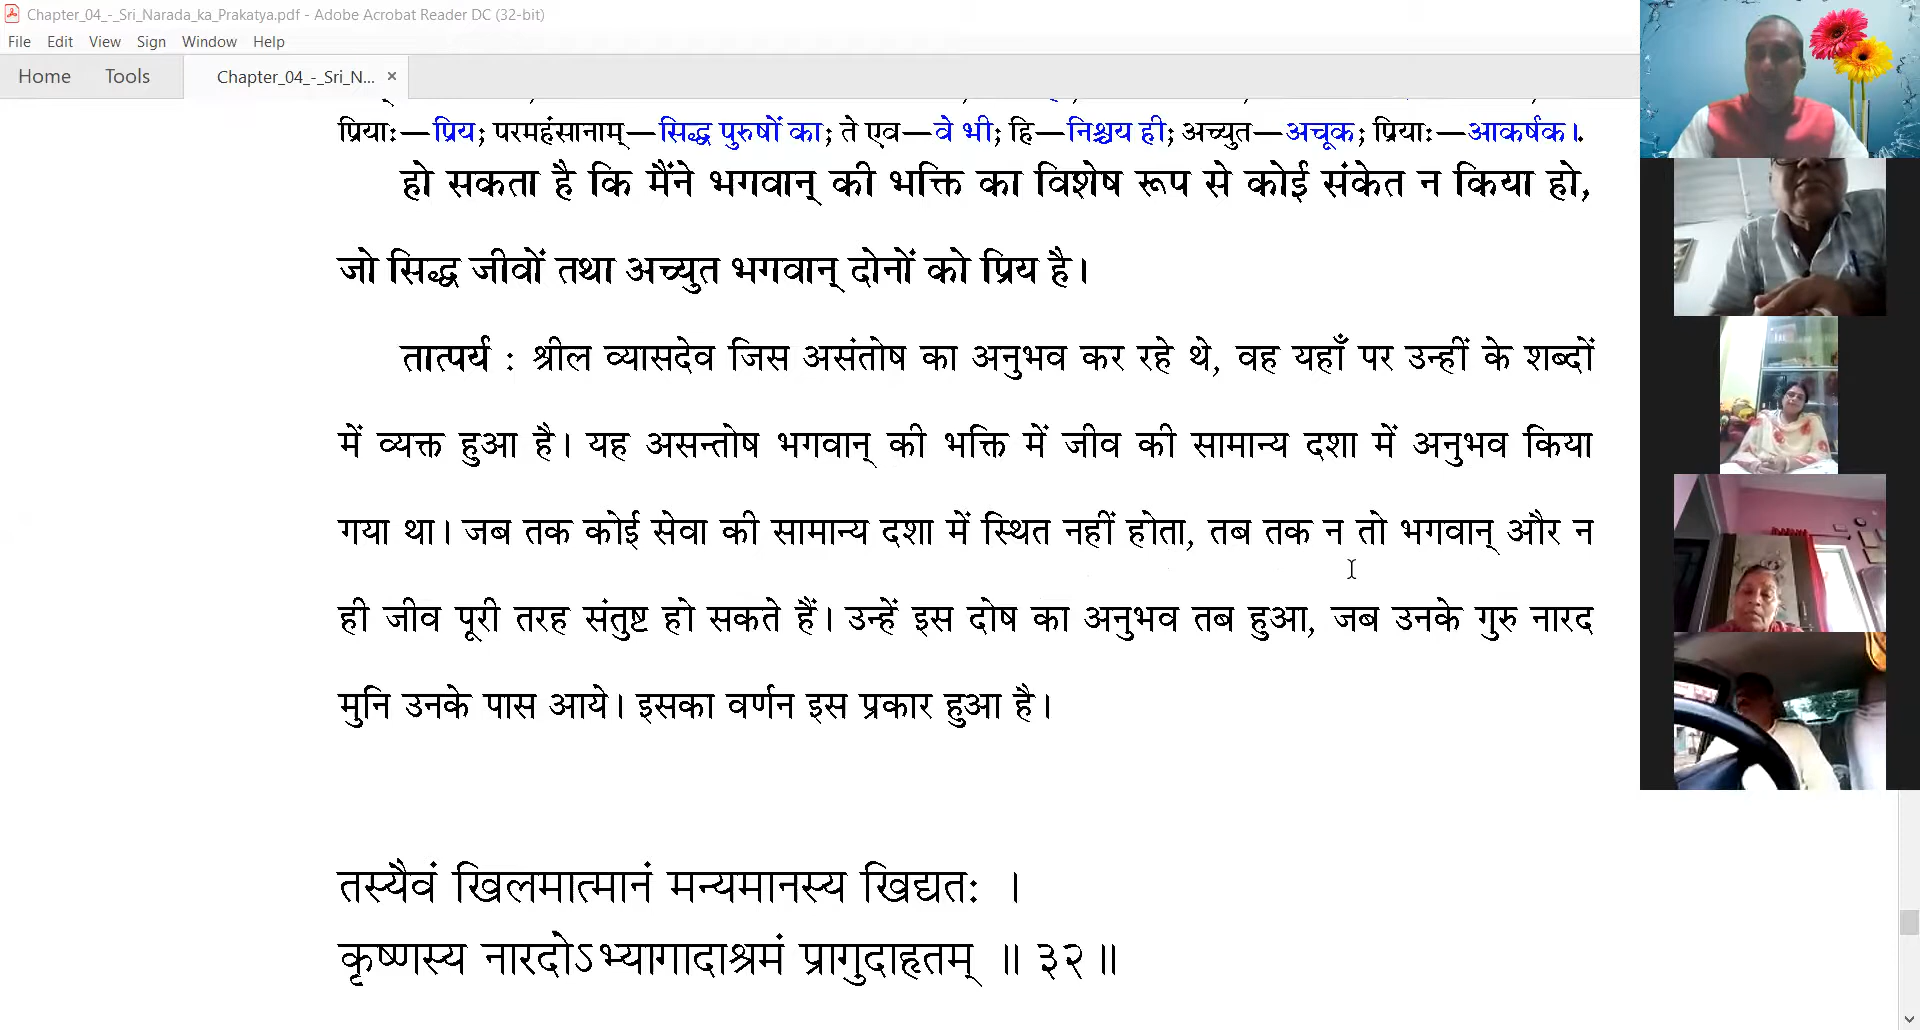 Chapter_04_-_Sri_Narada_ka_Prakatya.pdf - Adobe Acrobat Reader DC (32-bit)
File Edit View Sign Window Help
Home Tools Chapter_04_-_Sri_N... ×
प्रियाः—प्रिय; परमहंसानाम्—सिद्ध पुरुषों का; ते एव—वे भी; हि—निश्चय ही; अच्युत—अचूक; प्रियाः—आकर्षक।.
हो सकता है कि मैंने भगवान् की भक्ति का विशेष रूप से कोई संकेत न किया हो,
जो सिद्ध जीवों तथा अच्युत भगवान् दोनों को प्रिय है।
तात्पर्य : श्रील व्यासदेव जिस असंतोष का अनुभव कर रहे थे, वह यहाँ पर उन्हीं के शब्दों
में व्यक्त हुआ है। यह असन्तोष भगवान् की भक्ति में जीव की सामान्य दशा में अनुभव किया
गया था। जब तक कोई सेवा की सामान्य दशा में स्थित नहीं होता, तब तक न तो भगवान् और न
ही जीव पूरी तरह संतुष्ट हो सकते हैं। उन्हें इस दोष का अनुभव तब हुआ, जब उनके गुरु नारद
मुनि उनके पास आये। इसका वर्णन इस प्रकार हुआ है।
तस्यैवं खिलमात्मानं मन्यमानस्य खिद्यतः ।
कृष्णस्य नारदोऽभ्यागादाश्रमं प्रागुदाहृतम् ॥ ३२॥